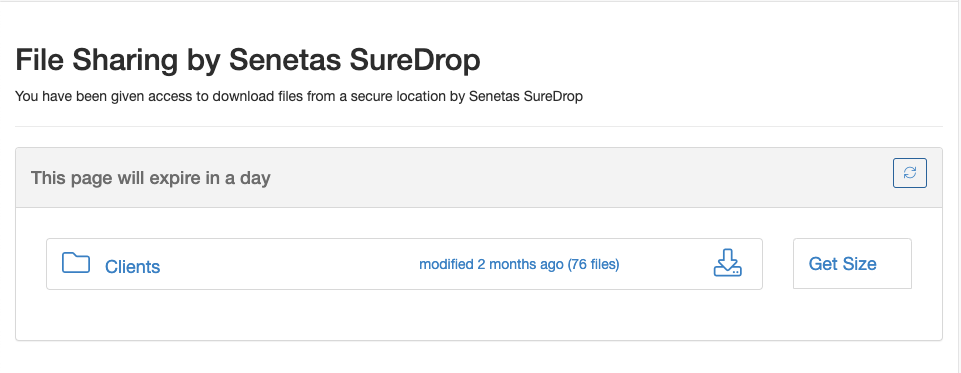 File Sharing by Senetas SureDrop
You have been given access to download files from a secure location by Senetas SureDrop
This page will expire in a day
Clients
modified 2 months ago (76 files)
Get Size